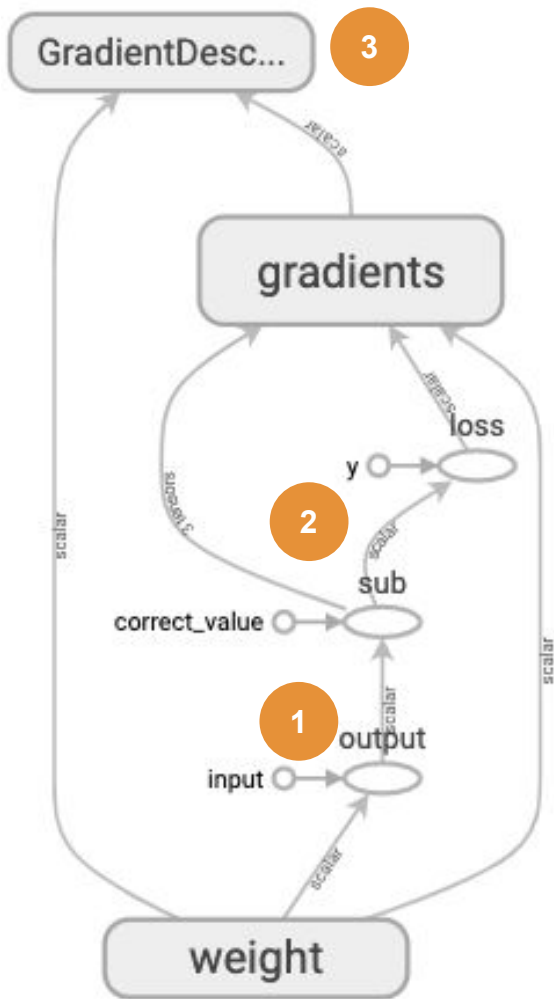 GradientDesc...
3
scalar
gradients
scalar
loss
y
3 tensors
2
scalar
scalar
sub
correct_value
scalar
scalar
1
output
input
scalar
weight